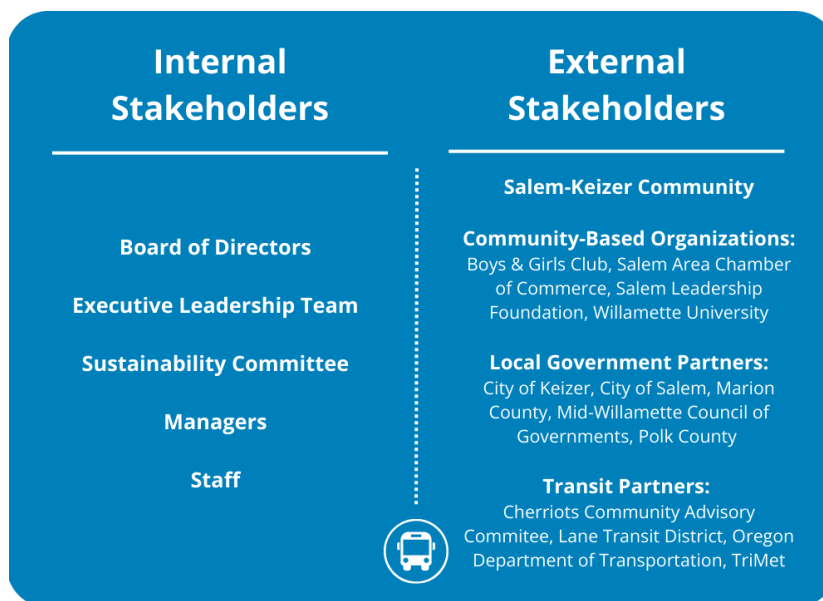 Internal
Stakeholders
Board of Directors
Executive Leadership Team
Sustainability Committee
Managers
Staff
External
Stakeholders
Salem-Keizer Community
Community-Based Organizations:
Boys & Girls Club, Salem Area Chamber
of Commerce, Salem Leadership
Foundation, Willamette University
Local Government Partners:
City of Keizer, City of Salem, Marion
County, Mid-Willamette Council of
Governments, Polk County
Transit Partners:
Cherriots Community Advisory
Commitee, Lane Transit District, Oregon
Department of Transportation, TriMet